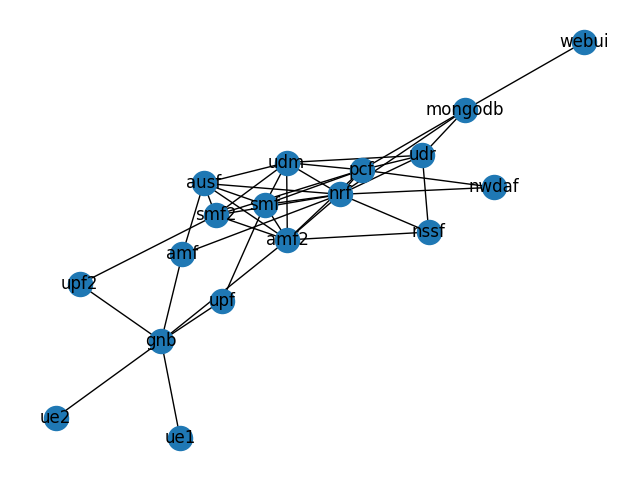 webui
mongodb
udr
udm
pcf
ausf
nwdaf
nrf
smf
smf2
nssf
amf2
amf
upf2
upf
gnb
ue2
ue1